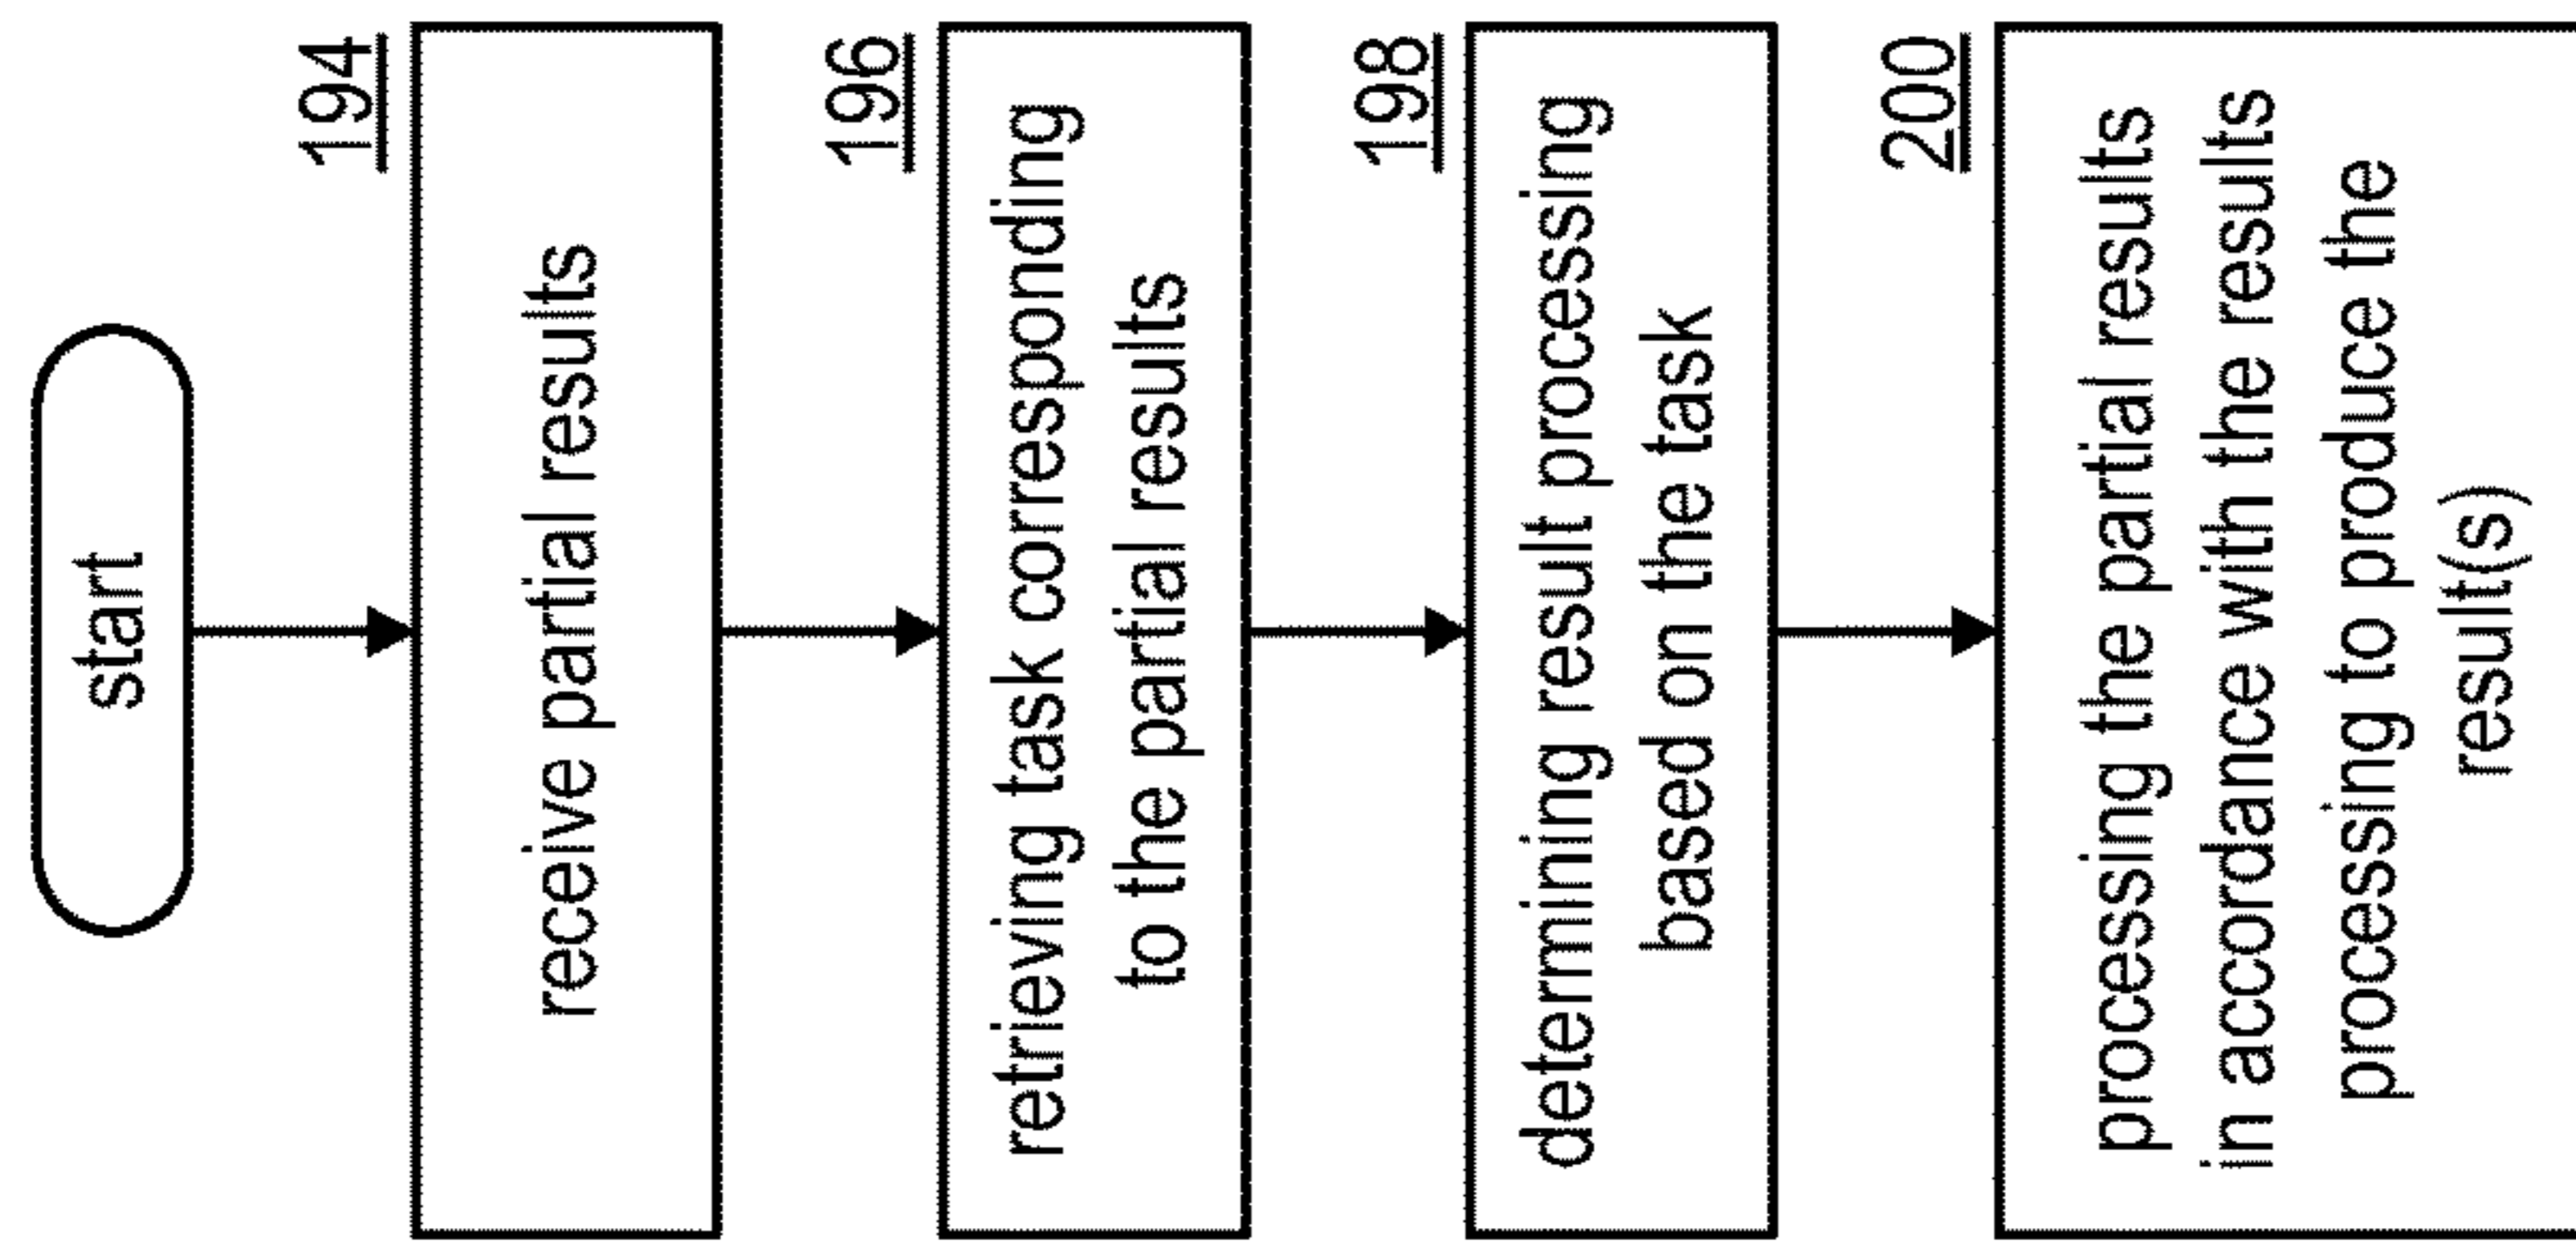 start
194
receive partial results
196
retrieving task corresponding
to the partial results
198
determining result processing
based on the task
200
processing the partial results
in accordance with the results
processing to produce the
result(s)